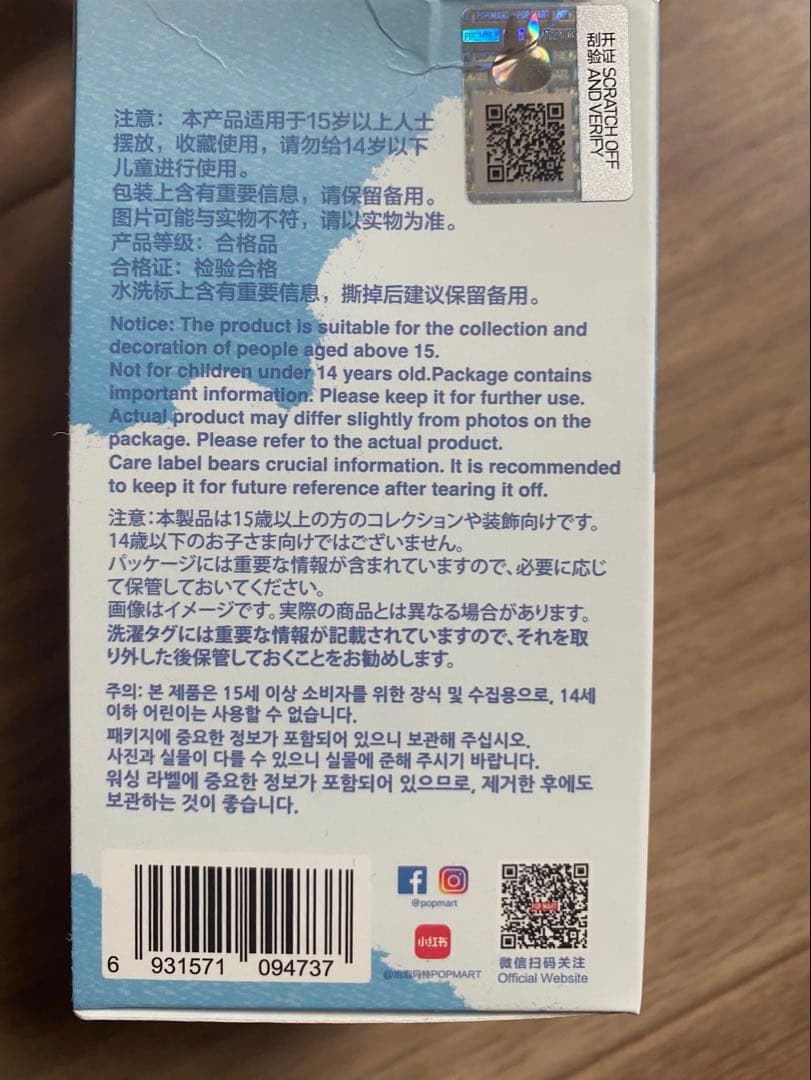 POPMART
开证 SCRATCH OFF
刮验 AND VERIFY
注意： 本产品适用于15岁以上人士
摆放，收藏使用，请勿给14岁以下
儿童进行使用。
包装上含有重要信息，请保留备用。
图片可能与实物不符，请以实物为准。
产品等级：合格品
合格证：检验合格
水洗标上含有重要信息，撕掉后建议保留备用。
Notice: The product is suitable for the collection and
decoration of people aged above 15.
Not for children under 14 years old.Package contains
important information. Please keep it for further use.
Actual product may differ slightly from photos on the
package. Please refer to the actual product.
Care label bears crucial information. It is recommended
to keep it for future reference after tearing it off.
注意：本製品は15歳以上の方のコレクションや装飾向けです。
14歳以下のお子さま向けではございません。
パッケージには重要な情報が含まれていますので、必要に応じ
て保管しておいてください。
画像はイメージです。実際の商品とは異なる場合があります。
洗濯タグには重要な情報が記載されていますので、それを取
り外した後保管しておくことをお勧めします。
주의: 본 제품은 15세 이상 소비자를 위한 장식 및 수집용으로, 14세
이하 어린이는 사용할 수 없습니다.
패키지에 중요한 정보가 포함되어 있으니 보관해 주십시오.
사진과 실물이 다를 수 있으니 실물에 준해 주시기 바랍니다.
워싱 라벨에 중요한 정보가 포함되어 있으므로, 제거한 후에도
보관하는 것이 좋습니다.
6 931571 094737
@popmart
小红书
@泡泡玛特POPMART
POP MART
微信扫码关注
Official Website